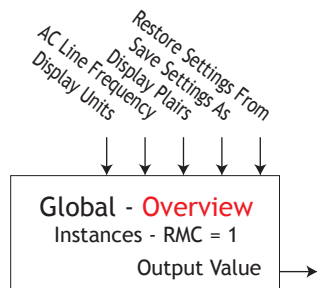 Display Units
AC Line Frequency
Display Plairs
Save Settings As
Restore Settings From
Global - Overview
Instances - RMC = 1
Output Value